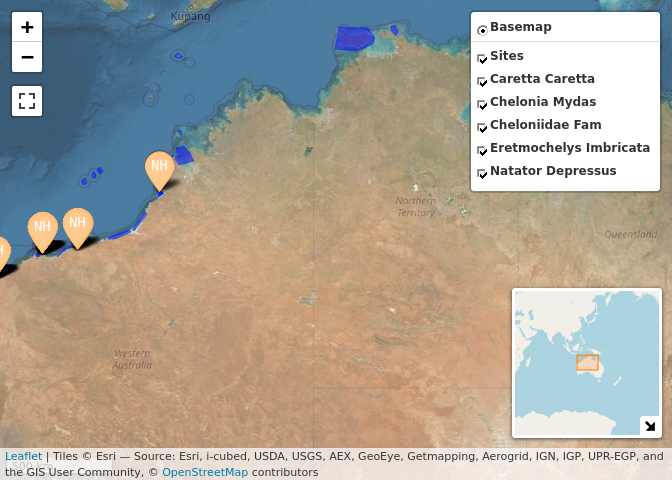 Kupang
+
−
Basemap
Sites
Caretta Caretta
Chelonia Mydas
Cheloniidae Fam
Eretmochelys Imbricata
Natator Depressus
NH
NH
NH
H
Northern
Territory
Queensland
Western
Australia
500 km
Leaflet | Tiles © Esri — Source: Esri, i-cubed, USDA, USGS, AEX, GeoEye, Getmapping, Aerogrid, IGN, IGP, UPR-EGP, and
the GIS User Community, © OpenStreetMap contributors